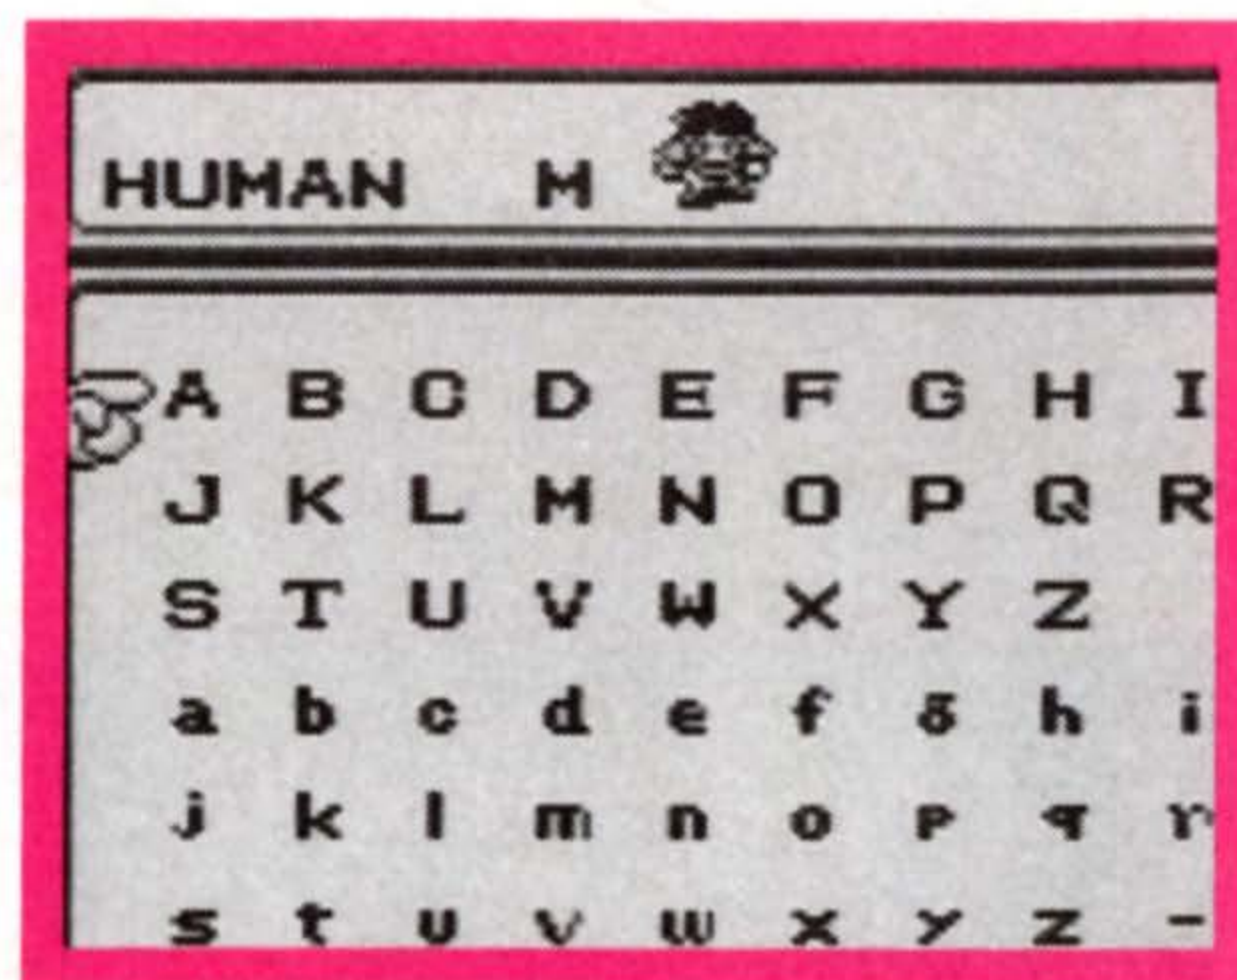 HUMAN M
A B C D E F G H I
J K L M N O P Q R
S T U V W X Y Z
a b c d e f g h i
j k l m n o p q r
s t u v w x y z -